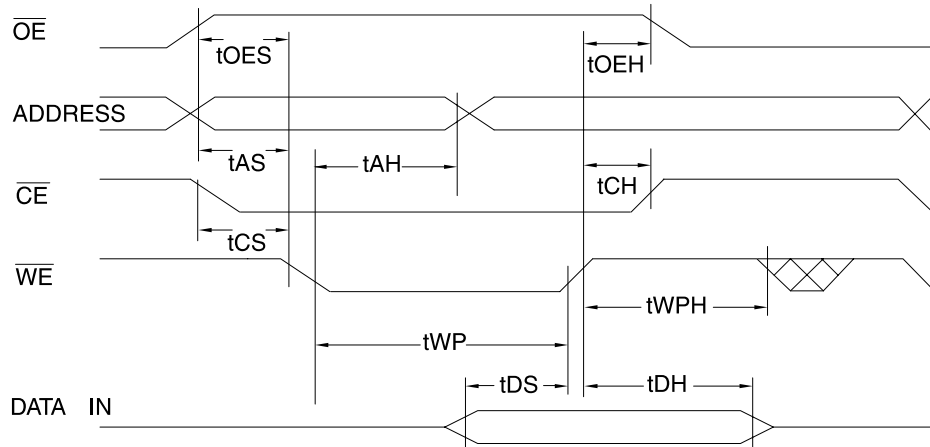 OE
tOES
tOEH
ADDRESS
tAS
tAH
tCH
CE
tCS
WE
tWPH
tWP
tDS
tDH
DATA IN